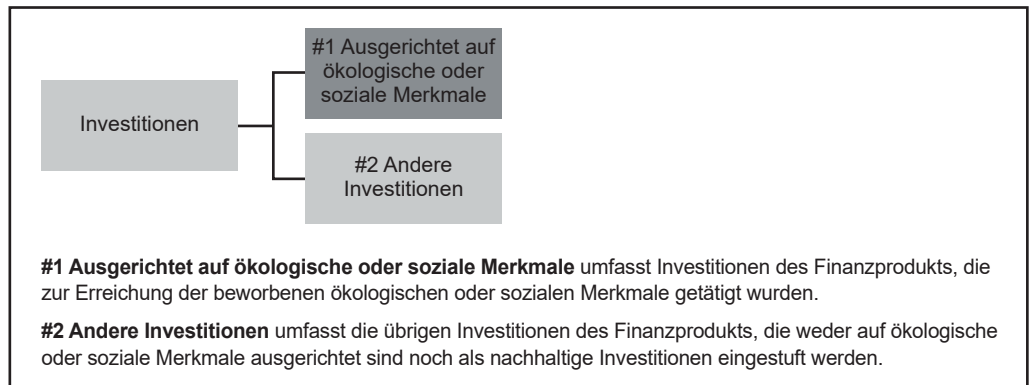 #1 Ausgerichtet auf
ökologische oder
soziale Merkmale
Investitionen
#2 Andere
Investitionen
#1 Ausgerichtet auf ökologische oder soziale Merkmale umfasst Investitionen des Finanzprodukts, die
zur Erreichung der beworbenen ökologischen oder sozialen Merkmale getätigt wurden.
#2 Andere Investitionen umfasst die übrigen Investitionen des Finanzprodukts, die weder auf ökologische
oder soziale Merkmale ausgerichtet sind noch als nachhaltige Investitionen eingestuft werden.